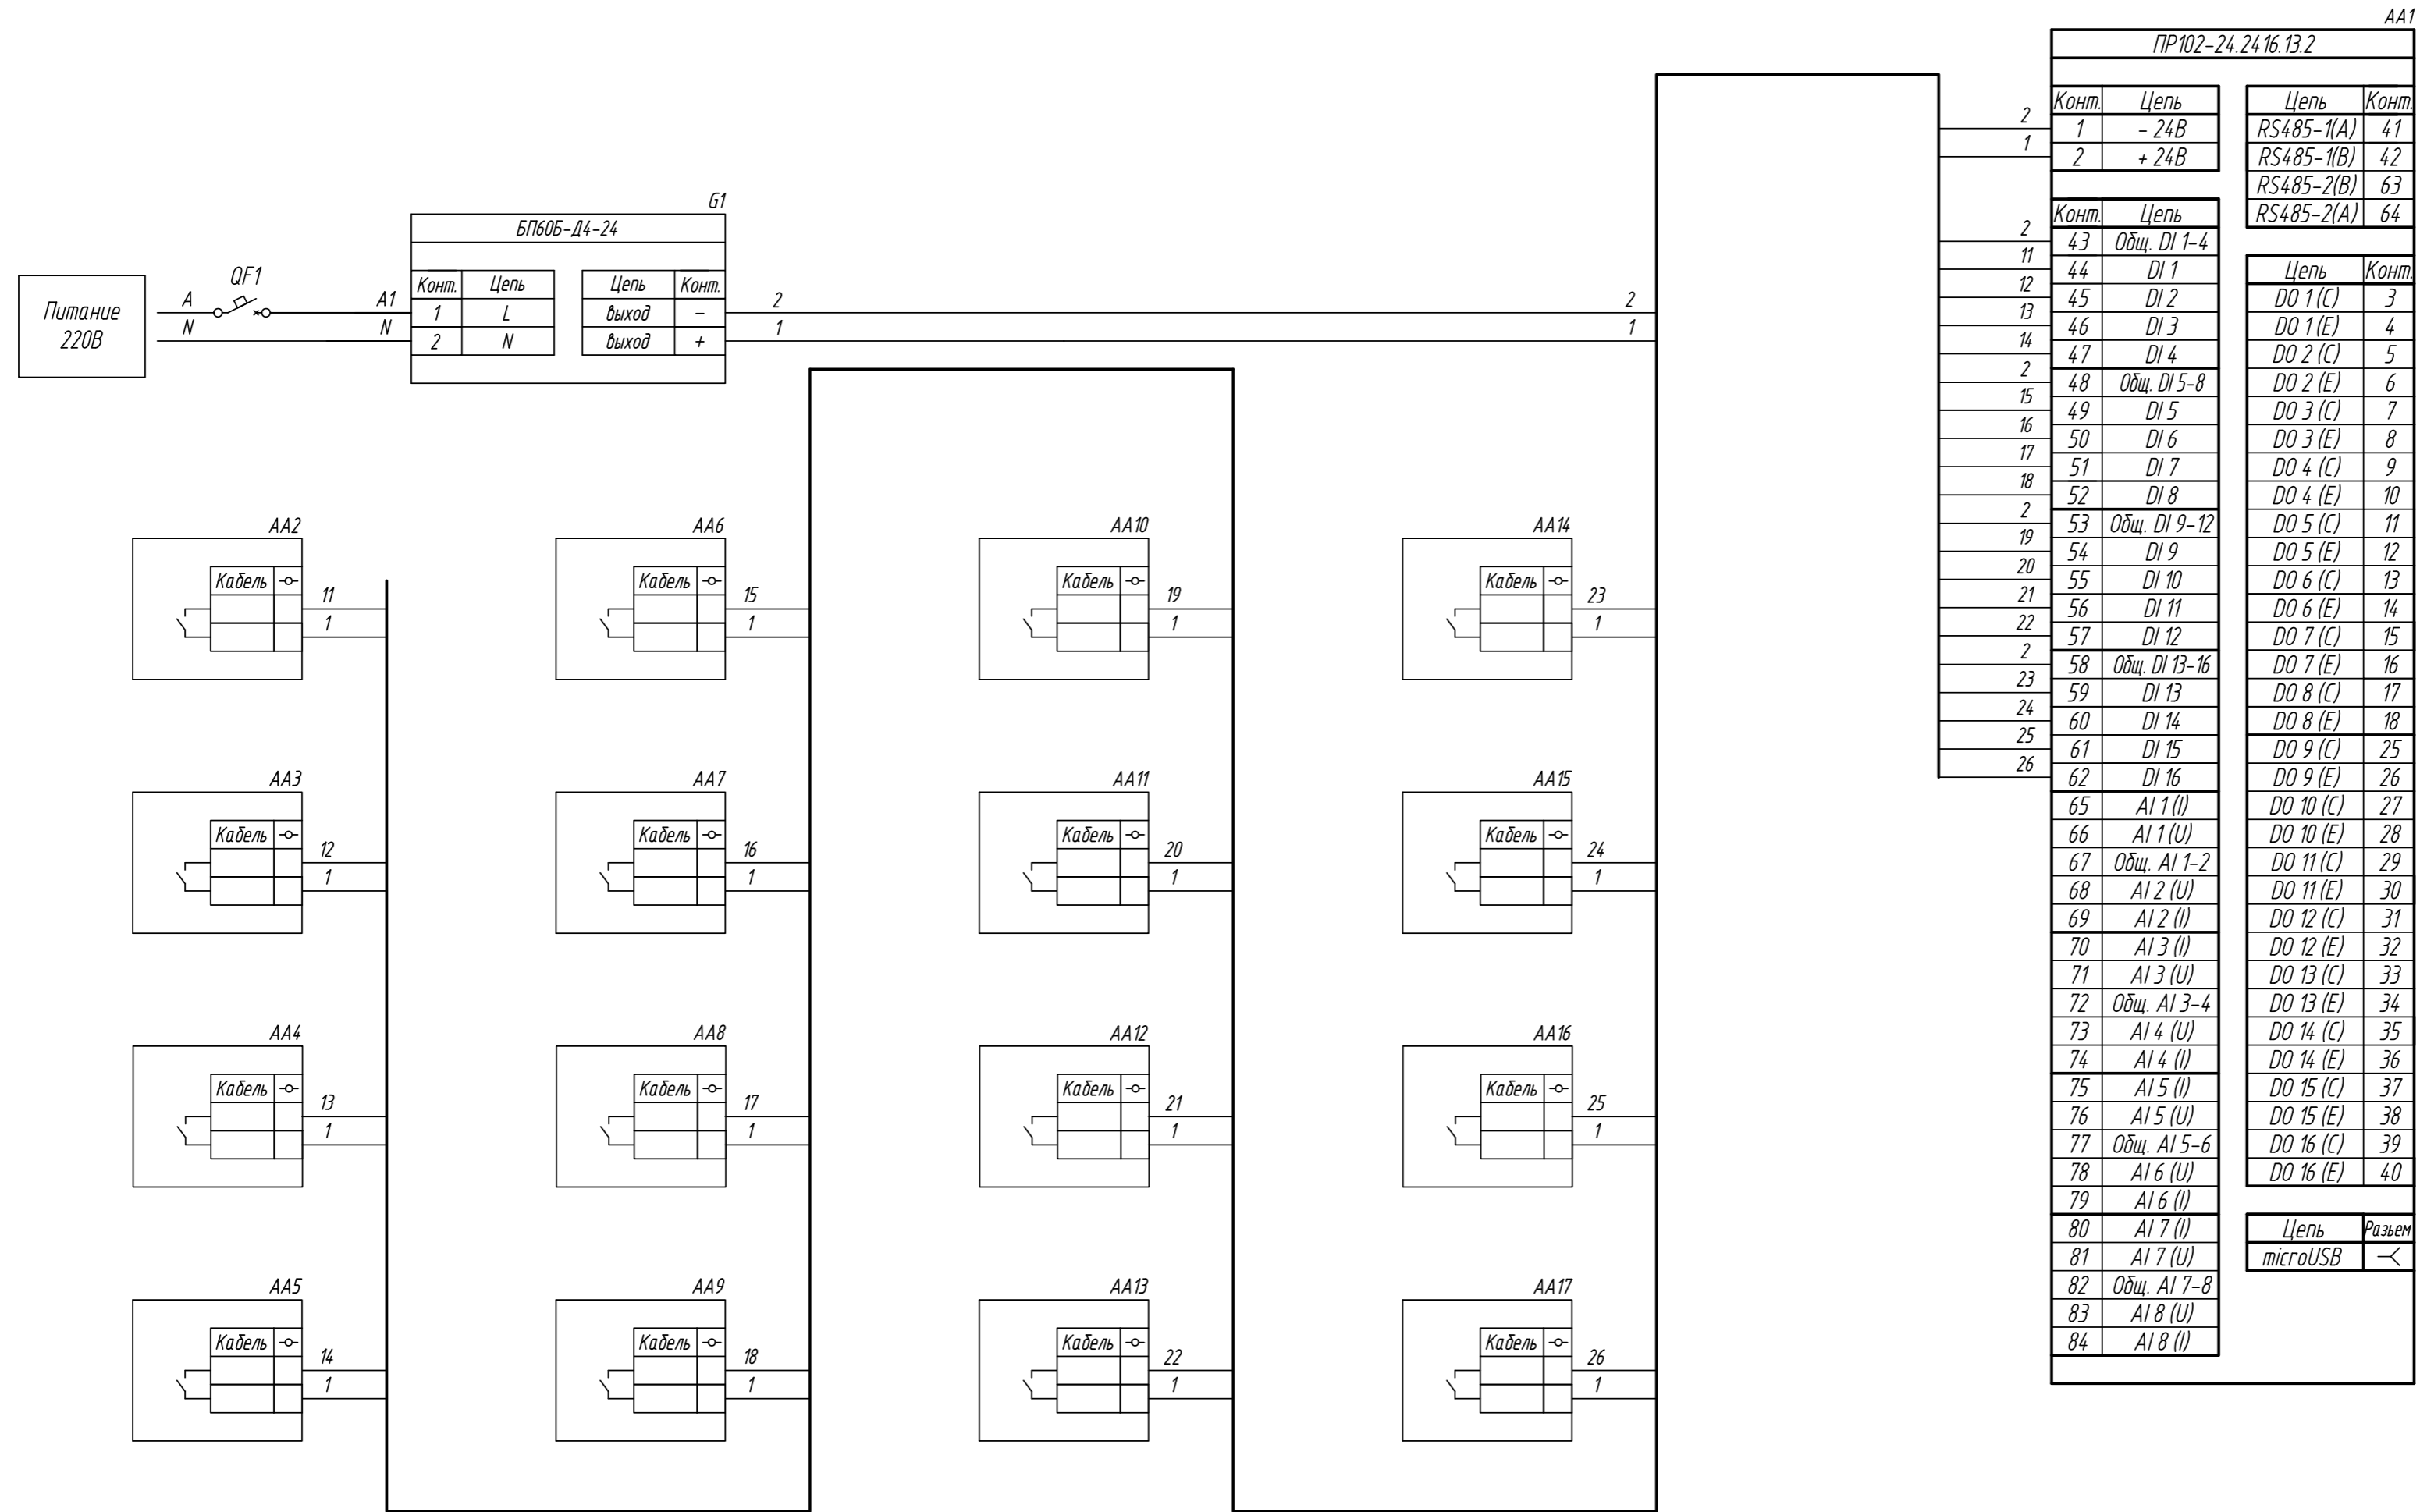 AA1
ПР102-24.2416.13.2
Конт. Цепь
2 1 - 24В
1 2 + 24В
Цепь Конт.
RS485-1(A) 41
RS485-1(B) 42
RS485-2(B) 63
RS485-2(A) 64
Конт. Цепь
2 43 Общ. DI 1-4
11 44 DI 1
12 45 DI 2
13 46 DI 3
14 47 DI 4
2 48 Общ. DI 5-8
15 49 DI 5
16 50 DI 6
17 51 DI 7
18 52 DI 8
2 53 Общ. DI 9-12
19 54 DI 9
20 55 DI 10
21 56 DI 11
22 57 DI 12
2 58 Общ. DI 13-16
23 59 DI 13
24 60 DI 14
25 61 DI 15
26 62 DI 16
65 AI 1 (I)
66 AI 1 (U)
67 Общ. AI 1-2
68 AI 2 (U)
69 AI 2 (I)
70 AI 3 (I)
71 AI 3 (U)
72 Общ. AI 3-4
73 AI 4 (U)
74 AI 4 (I)
75 AI 5 (I)
76 AI 5 (U)
77 Общ. AI 5-6
78 AI 6 (U)
79 AI 6 (I)
80 AI 7 (I)
81 AI 7 (U)
82 Общ. AI 7-8
83 AI 8 (U)
84 AI 8 (I)
Цепь Конт.
DO 1 (C) 3
DO 1 (E) 4
DO 2 (C) 5
DO 2 (E) 6
DO 3 (C) 7
DO 3 (E) 8
DO 4 (C) 9
DO 4 (E) 10
DO 5 (C) 11
DO 5 (E) 12
DO 6 (C) 13
DO 6 (E) 14
DO 7 (C) 15
DO 7 (E) 16
DO 8 (C) 17
DO 8 (E) 18
DO 9 (C) 25
DO 9 (E) 26
DO 10 (C) 27
DO 10 (E) 28
DO 11 (C) 29
DO 11 (E) 30
DO 12 (C) 31
DO 12 (E) 32
DO 13 (C) 33
DO 13 (E) 34
DO 14 (C) 35
DO 14 (E) 36
DO 15 (C) 37
DO 15 (E) 38
DO 16 (C) 39
DO 16 (E) 40
Цепь Разьем
microUSB
G1
БП60Б-Д4-24
Питание
220В
QF1
A A1
N N
Конт. Цепь
1 L
2 N
Цепь Конт.
выход -
выход +
2 2
1 1
AA2
Кабель
11
1
AA6
Кабель
15
1
AA10
Кабель
19
1
AA14
Кабель
23
1
AA3
Кабель
12
1
AA7
Кабель
16
1
AA11
Кабель
20
1
AA15
Кабель
24
1
AA4
Кабель
13
1
AA8
Кабель
17
1
AA12
Кабель
21
1
AA16
Кабель
25
1
AA5
Кабель
14
1
AA9
Кабель
18
1
AA13
Кабель
22
1
AA17
Кабель
26
1